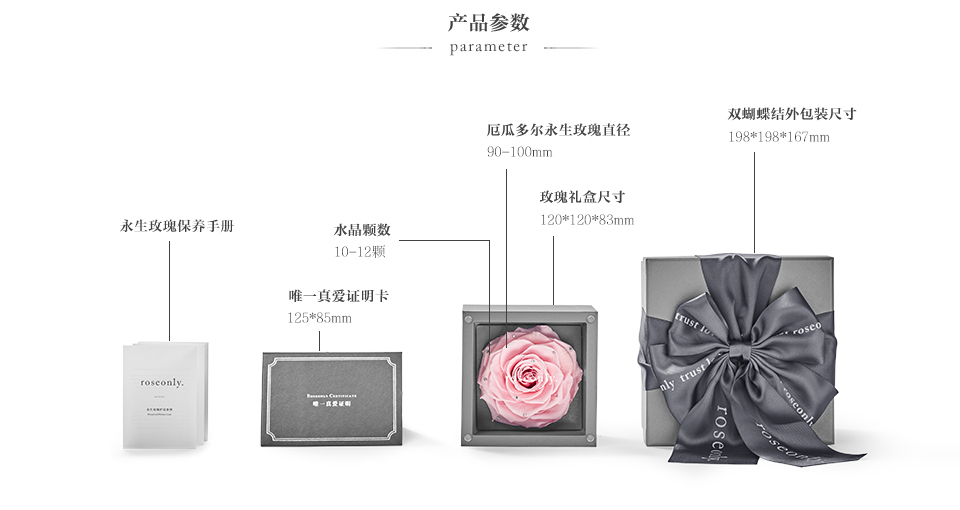 产品参数
parameter
双蝴蝶结外包装尺寸
198*198*167mm
厄瓜多尔永生玫瑰直径
90-100mm
玫瑰礼盒尺寸
120*120*83mm
永生玫瑰保养手册
水晶颗数
10-12颗
唯一真爱证明卡
125*85mm
roseonly.
ROSEONLY CERTIFICATE
唯一真爱证明
roseonly.
trust lo
t roseo
nly trust l
roseonly
roseonly.